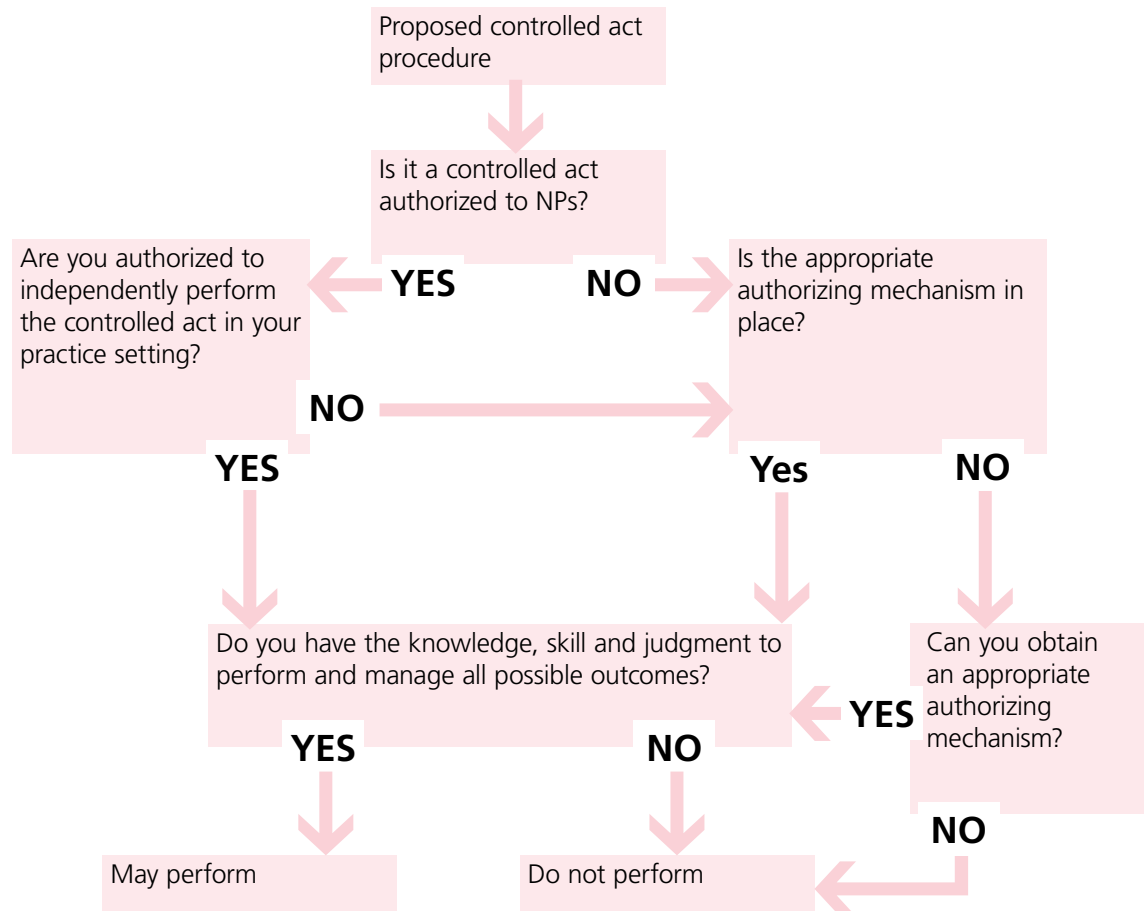 Proposed controlled act
procedure
Is it a controlled act
authorized to NPs?
YES
NO
Are you authorized to
independently perform
the controlled act in your
practice setting?
NO
YES
Is the appropriate
authorizing mechanism in
place?
Yes
NO
Do you have the knowledge, skill and judgment to
perform and manage all possible outcomes?
YES
NO
Can you obtain
an appropriate
authorizing
mechanism?
YES
NO
May perform
Do not perform